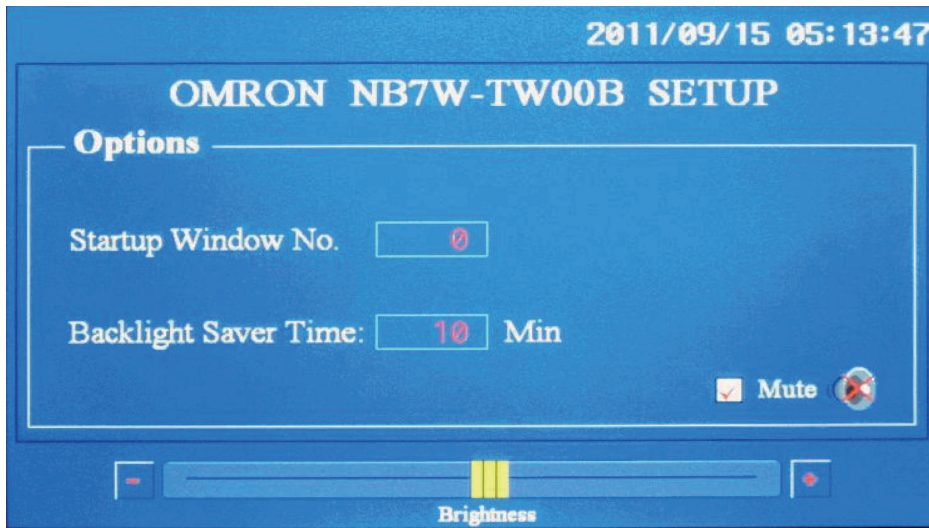 2011/09/15 05:13:47
OMRON NB7W-TW00B SETUP
Options
Startup Window No. 0
Backlight Saver Time: 10 Min
Mute
- +
Brightness